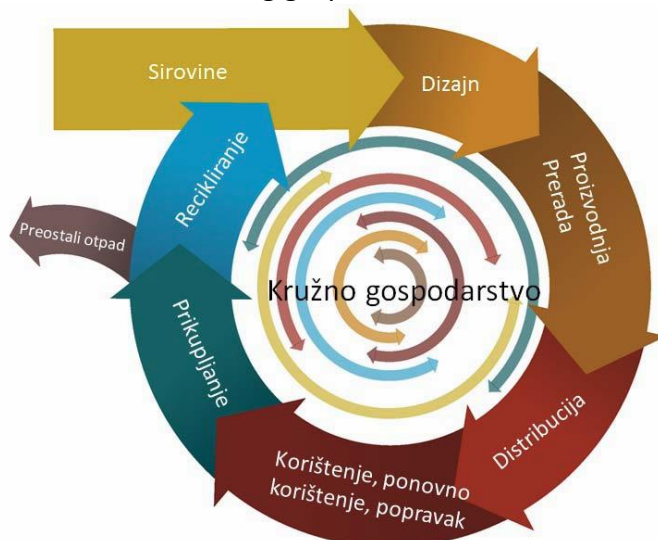 Sirovine
Dizajn
Proizvodnja
Prerada
Distribucija
Korištenje, ponovno
korištenje, popravak
Prikupljanje
Recikliranje
Preostali otpad
Kružno gospodarstvo